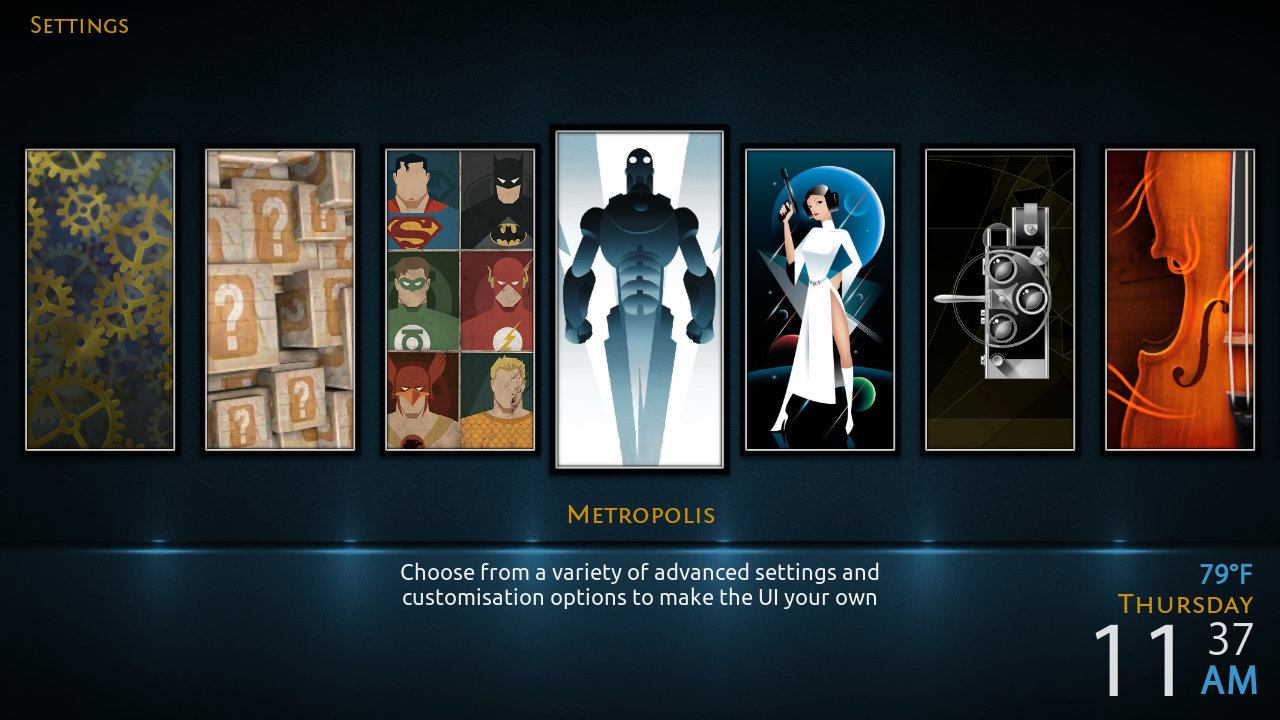 Settings
?
?
?
?
Metropolis
Choose from a variety of advanced settings and
customisation options to make the UI your own
79°F
Thursday
11 37
AM